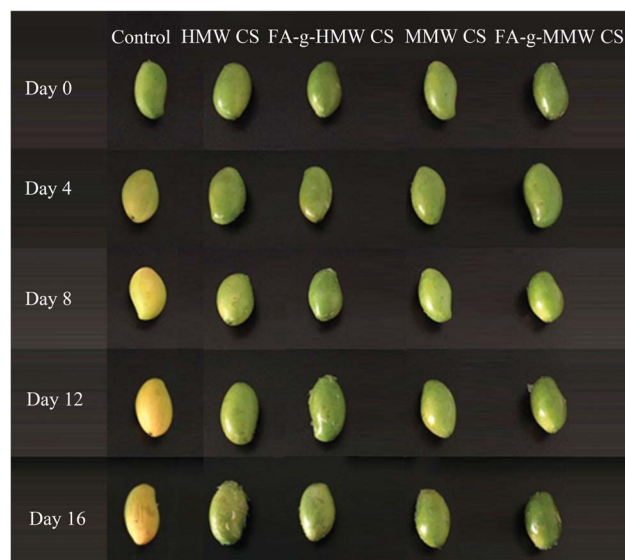 Control HMW CS FA-g-HMW CS MMW CS FA-g-MMW CS
Day 0
Day 4
Day 8
Day 12
Day 16